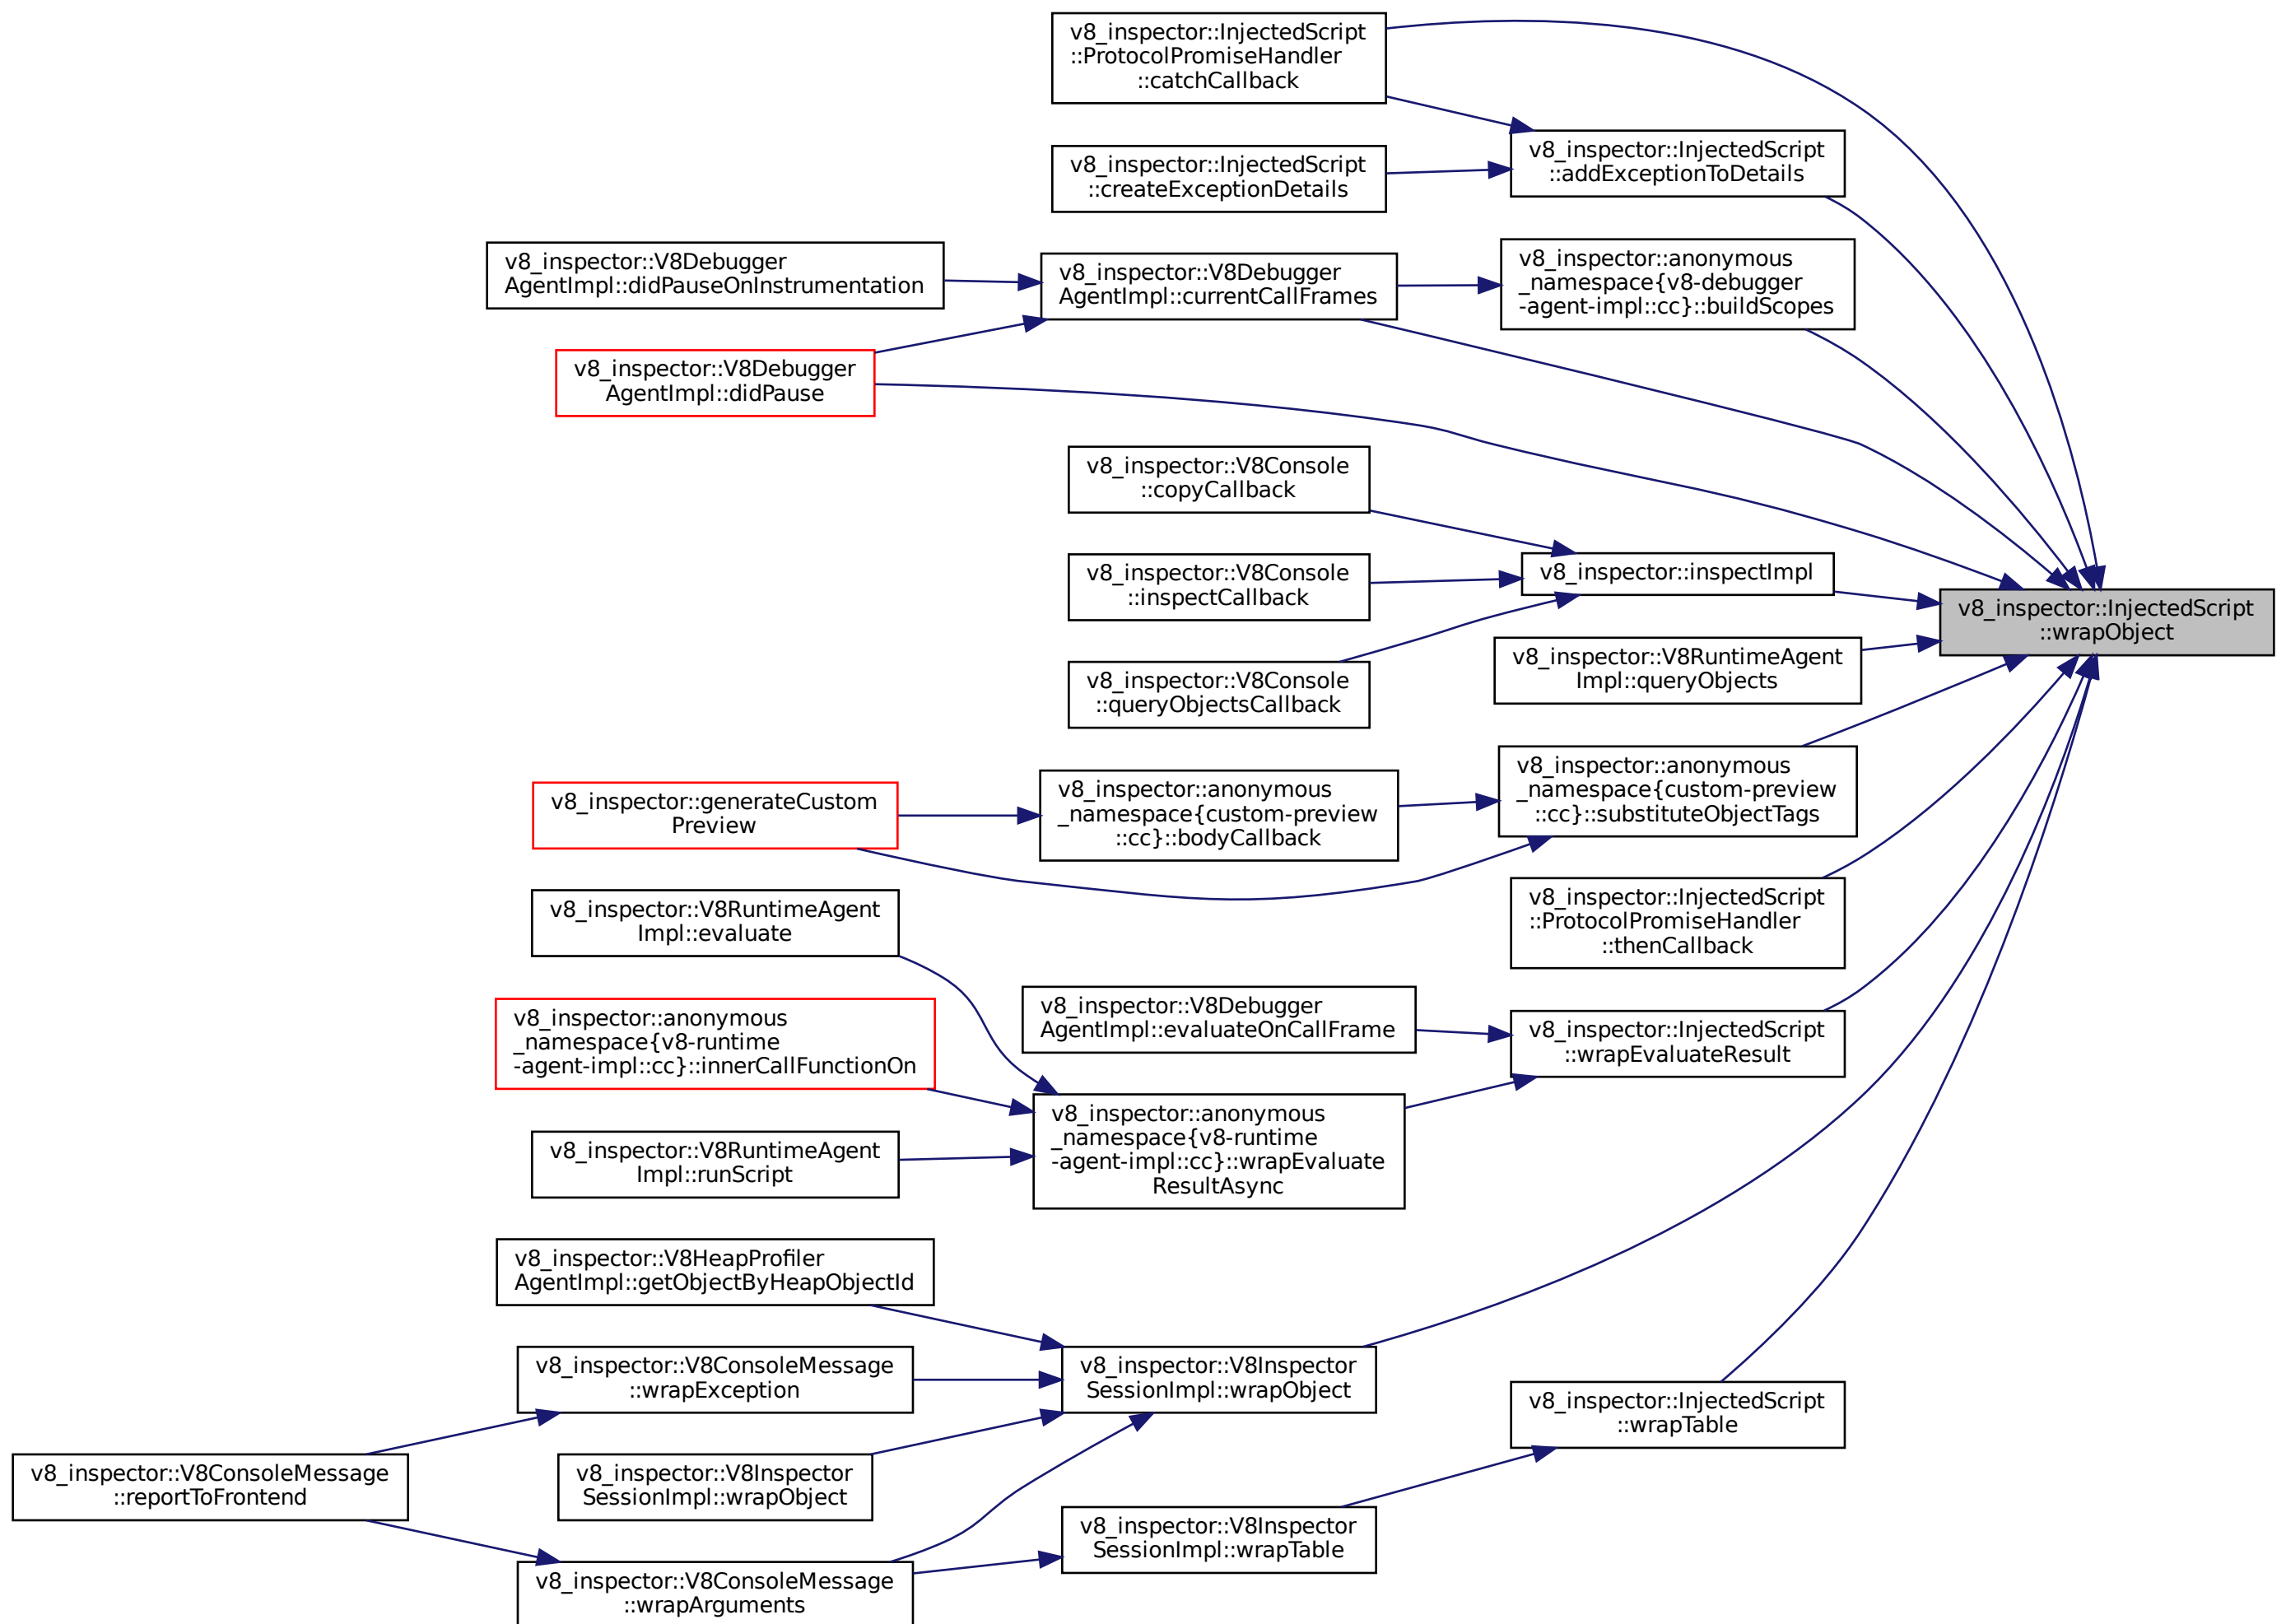 v8_inspector::InjectedScript
::ProtocolPromiseHandler
::catchCallback
v8_inspector::InjectedScript
::addExceptionToDetails
v8_inspector::InjectedScript
::createExceptionDetails
v8_inspector::V8Debugger
AgentImpl::didPauseOnInstrumentation
v8_inspector::V8Debugger
AgentImpl::currentCallFrames
v8_inspector::anonymous
_namespace{v8-debugger
-agent-impl::cc}::buildScopes
v8_inspector::V8Debugger
AgentImpl::didPause
v8_inspector::V8Console
::copyCallback
v8_inspector::V8Console
::inspectCallback
v8_inspector::inspectImpl
v8_inspector::InjectedScript
::wrapObject
v8_inspector::V8RuntimeAgent
Impl::queryObjects
v8_inspector::V8Console
::queryObjectsCallback
v8_inspector::generateCustom
Preview
v8_inspector::anonymous
_namespace{custom-preview
::cc}::bodyCallback
v8_inspector::anonymous
_namespace{custom-preview
::cc}::substituteObjectTags
v8_inspector::V8RuntimeAgent
Impl::evaluate
v8_inspector::InjectedScript
::ProtocolPromiseHandler
::thenCallback
v8_inspector::anonymous
_namespace{v8-runtime
-agent-impl::cc}::innerCallFunctionOn
v8_inspector::V8Debugger
AgentImpl::evaluateOnCallFrame
v8_inspector::InjectedScript
::wrapEvaluateResult
v8_inspector::anonymous
_namespace{v8-runtime
-agent-impl::cc}::wrapEvaluate
ResultAsync
v8_inspector::V8RuntimeAgent
Impl::runScript
v8_inspector::V8HeapProfiler
AgentImpl::getObjectByHeapObjectId
v8_inspector::V8ConsoleMessage
::wrapException
v8_inspector::V8Inspector
SessionImpl::wrapObject
v8_inspector::InjectedScript
::wrapTable
v8_inspector::V8ConsoleMessage
::reportToFrontend
v8_inspector::V8Inspector
SessionImpl::wrapObject
v8_inspector::V8Inspector
SessionImpl::wrapTable
v8_inspector::V8ConsoleMessage
::wrapArguments